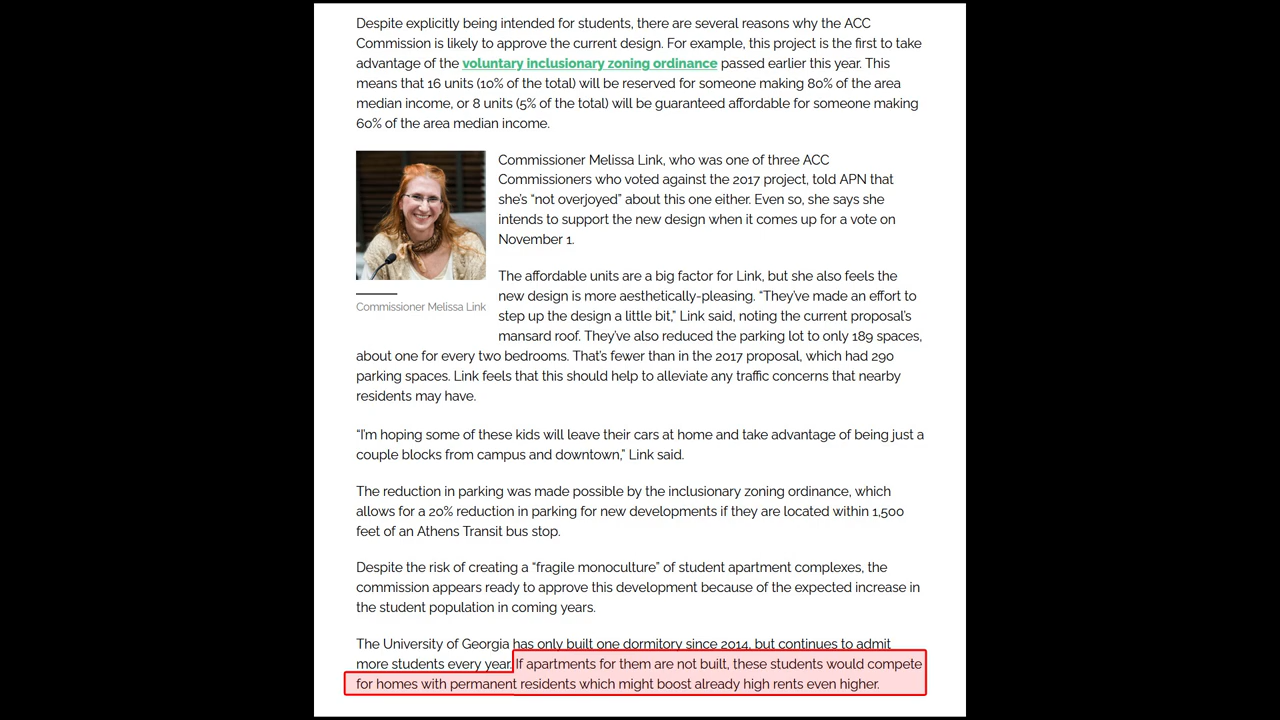 Despite explicitly being intended for students, there are several reasons why the ACC
Commission is likely to approve the current design. For example, this project is the first to take
advantage of the voluntary inclusionary zoning ordinance passed earlier this year. This
means that 16 units (10% of the total) will be reserved for someone making 80% of the area
median income, or 8 units (5% of the total) will be guaranteed affordable for someone making
60% of the area median income.
Commissioner Melissa Link, who was one of three ACC
Commissioners who voted against the 2017 project, told APN that
she's “not overjoyed” about this one either. Even so, she says she
intends to support the new design when it comes up for a vote on
November 1.
Commissioner Melissa Link
The affordable units are a big factor for Link, but she also feels the
new design is more aesthetically-pleasing. “They've made an effort to
step up the design a little bit,” Link said, noting the current proposal's
mansard roof. They've also reduced the parking lot to only 189 spaces,
about one for every two bedrooms. That's fewer than in the 2017 proposal, which had 290
parking spaces. Link feels that this should help to alleviate any traffic concerns that nearby
residents may have.
“I'm hoping some of these kids will leave their cars at home and take advantage of being just a
couple blocks from campus and downtown,” Link said.
The reduction in parking was made possible by the inclusionary zoning ordinance, which
allows for a 20% reduction in parking for new developments if they are located within 1,500
feet of an Athens Transit bus stop.
Despite the risk of creating a “fragile monoculture” of student apartment complexes, the
commission appears ready to approve this development because of the expected increase in
the student population in coming years.
The University of Georgia has only built one dormitory since 2014, but continues to admit
more students every year. If apartments for them are not built, these students would compete
for homes with permanent residents which might boost already high rents even higher.